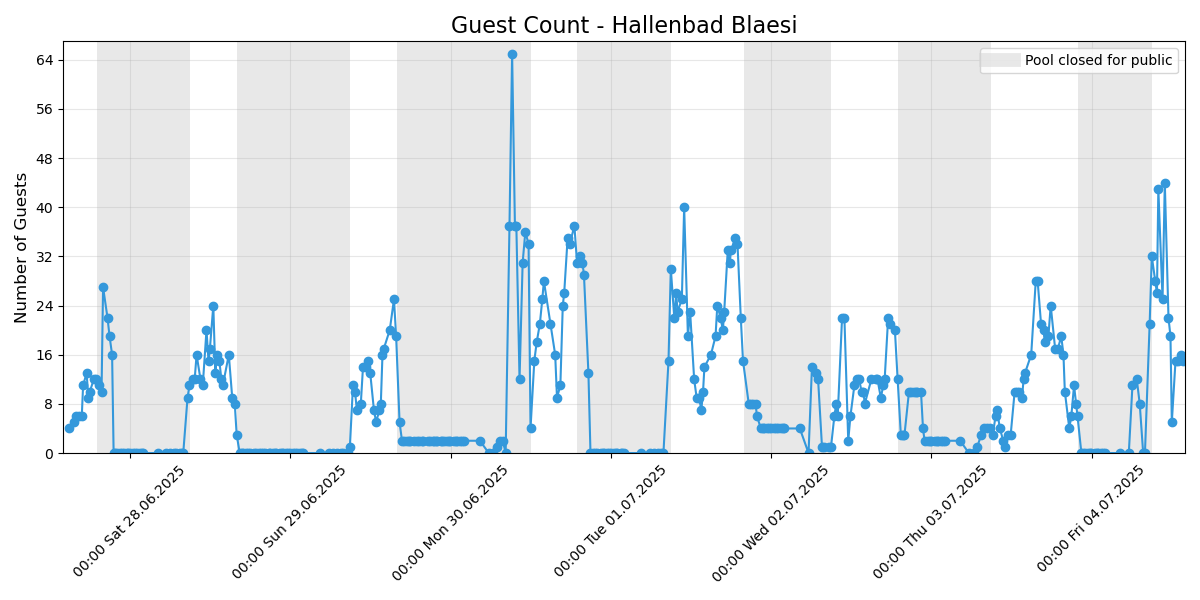 Guest Count - Hallenbad Blaesi
Pool closed for public
Number of Guests
64
56
48
40
32
24
16
8
0
00:00 Sat 28.06.2025
00:00 Sun 29.06.2025
00:00 Mon 30.06.2025
00:00 Tue 01.07.2025
00:00 Wed 02.07.2025
00:00 Thu 03.07.2025
00:00 Fri 04.07.2025